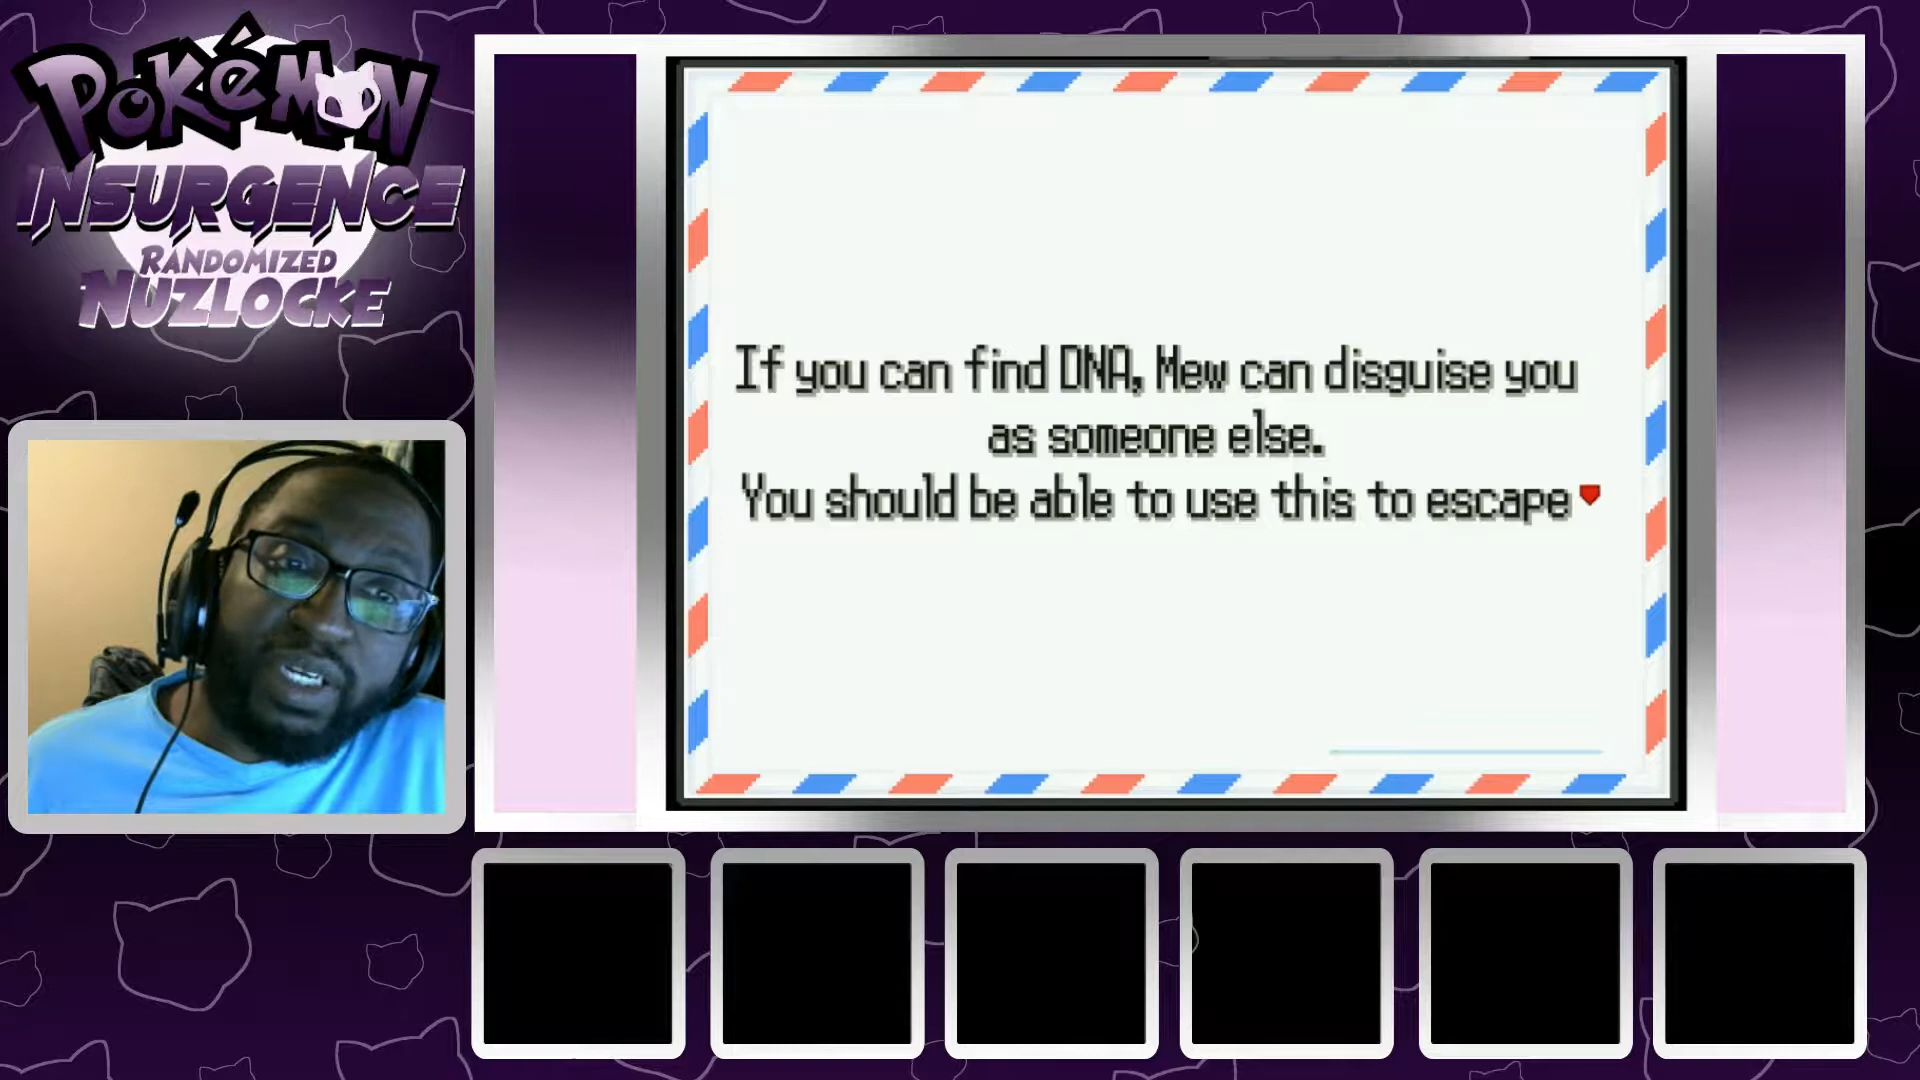 POKéMON
INSURGENCE
RANDOMIZED
NUZLOCKE
If you can find DNA, Mew can disguise you
as someone else.
You should be able to use this to escape